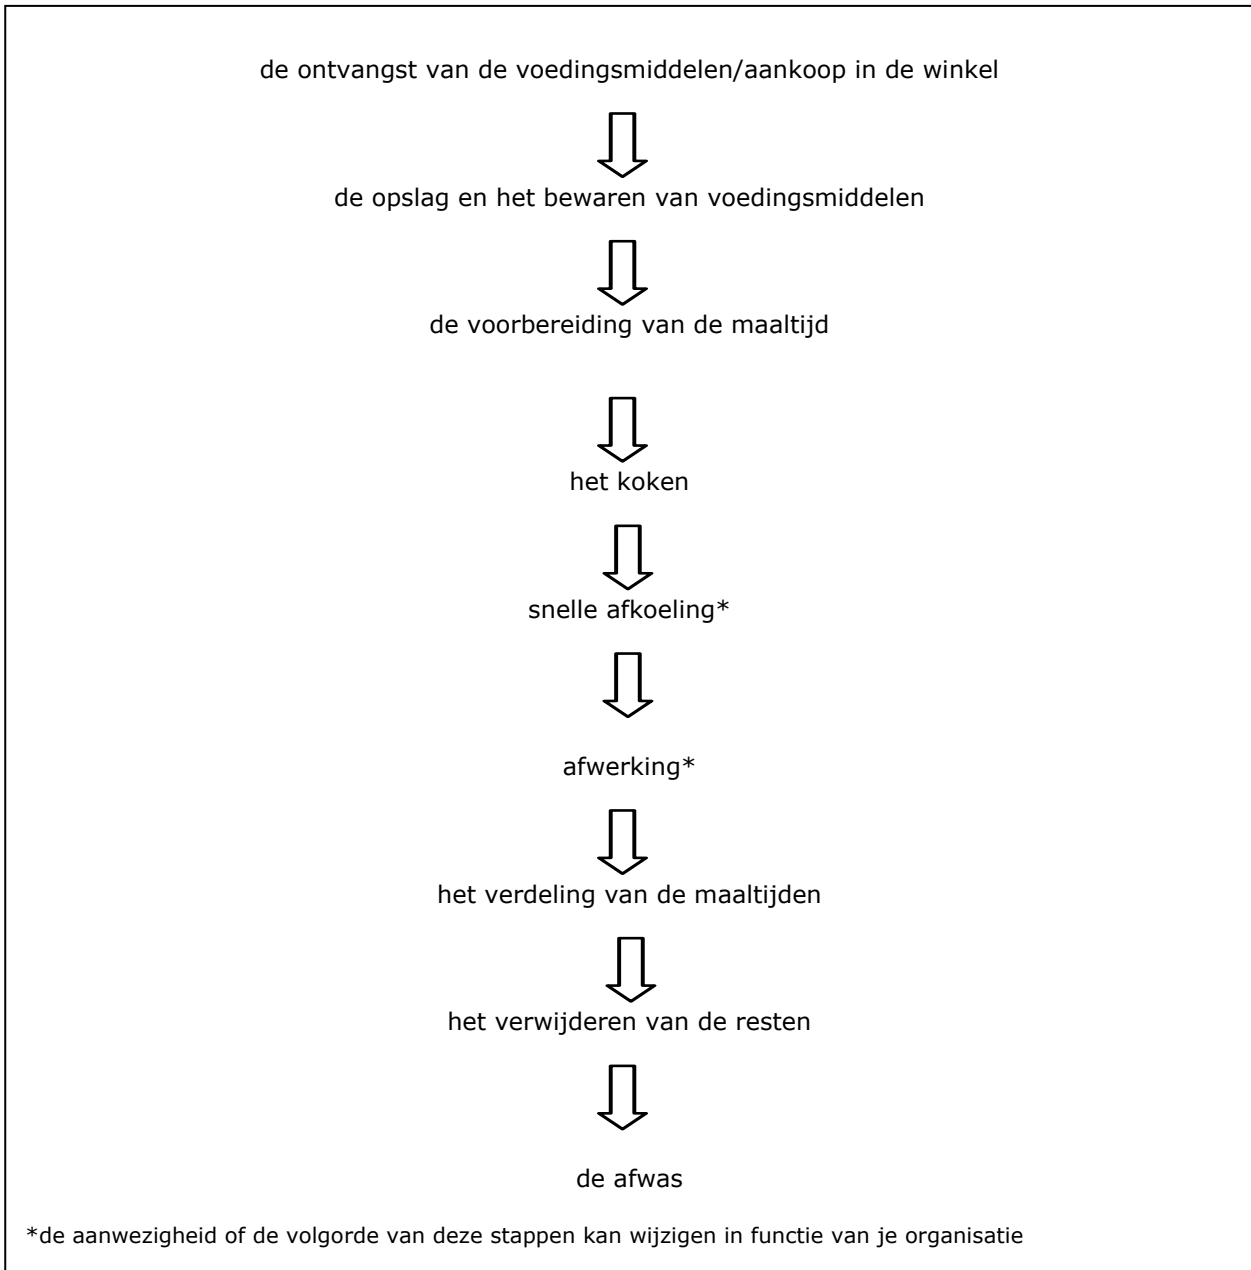 de ontvangst van de voedingsmiddelen/aankoop in de winkel
de opslag en het bewaren van voedingsmiddelen
de voorbereiding van de maaltijd
het koken
snelle afkoeling*
afwerking*
het verdeling van de maaltijden
het verwijderen van de resten
de afwas
*de aanwezigheid of de volgorde van deze stappen kan wijzigen in functie van je organisatie